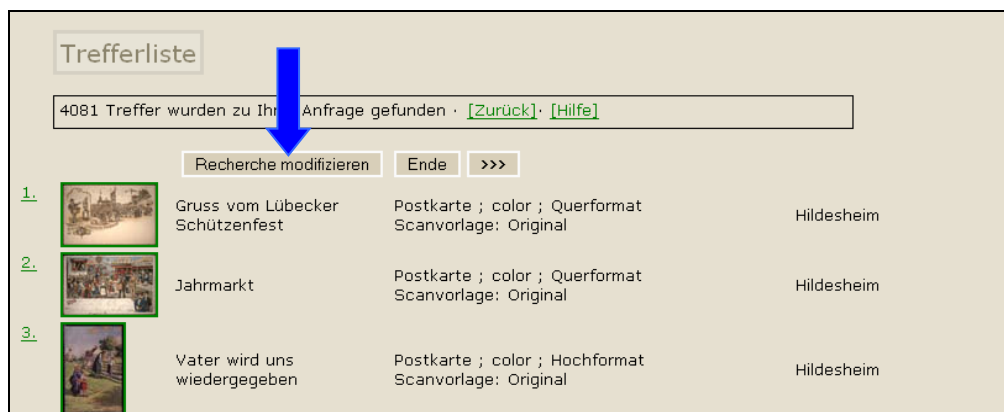 Trefferliste
4081 Treffer wurden zu Anfrage gefunden · [Zurück]· [Hilfe]
Recherche modifizieren Ende >>>
1.
Gruss vom Lübecker
Schützenfest
Postkarte ; color ; Querformat
Scanvorlage: Original
Hildesheim
2.
Jahrmarkt
Postkarte ; color ; Querformat
Scanvorlage: Original
Hildesheim
3.
Vater wird uns
wiedergegeben
Postkarte ; color ; Hochformat
Scanvorlage: Original
Hildesheim